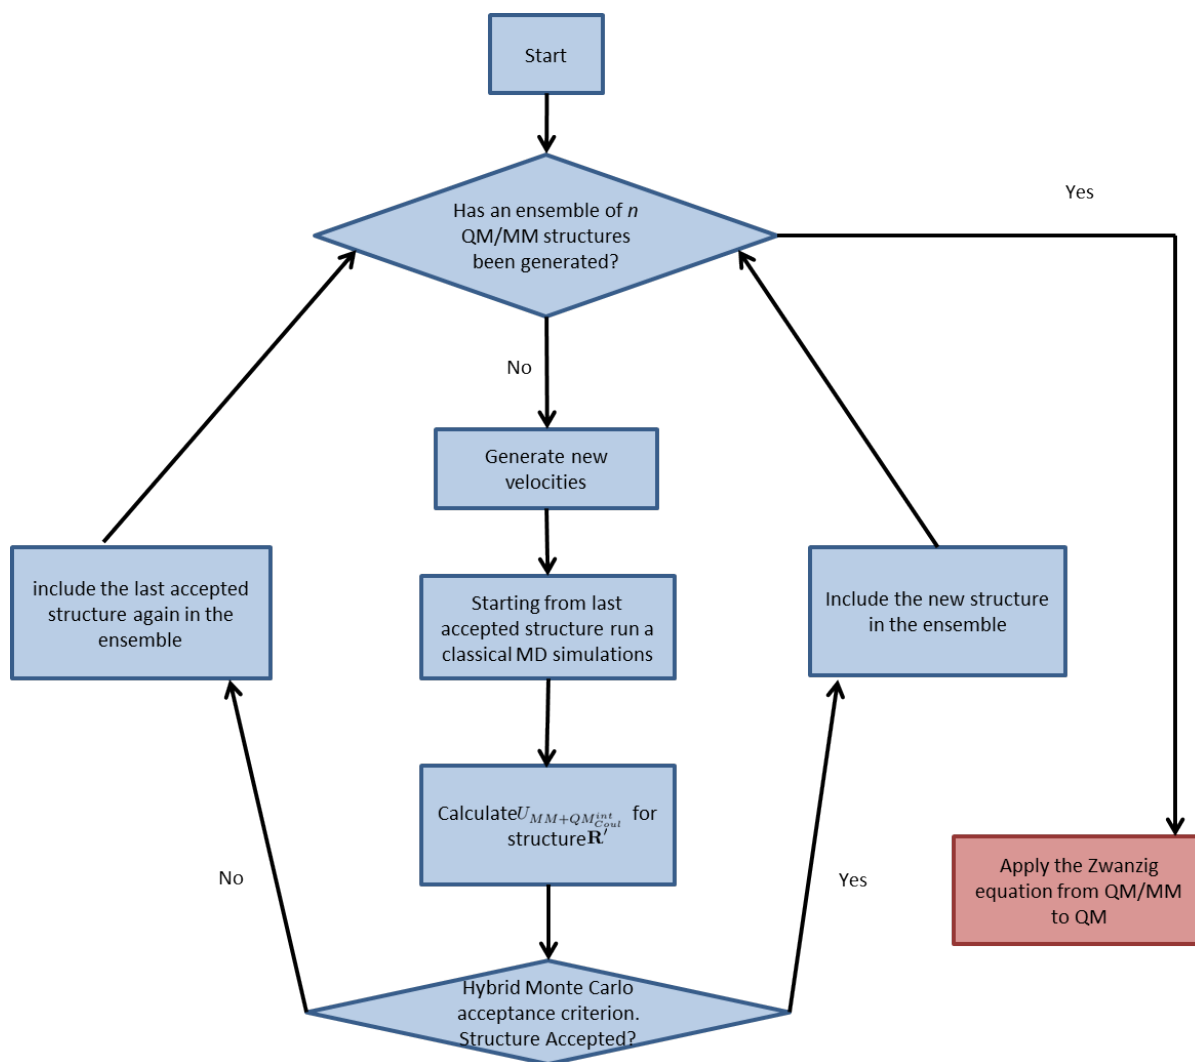 Start
Has an ensemble of n
QM/MM structures
been generated?
Yes
No
Generate new
velocities
include the last accepted
structure again in the
ensemble
Starting from last
accepted structure run a
classical MD simulations
Include the new structure
in the ensemble
Calculate U_{MM+QM^{int}_{Coul}} for
structure R′
No
Yes
Apply the Zwanzig
equation from QM/MM
to QM
Hybrid Monte Carlo
acceptance criterion.
Structure Accepted?